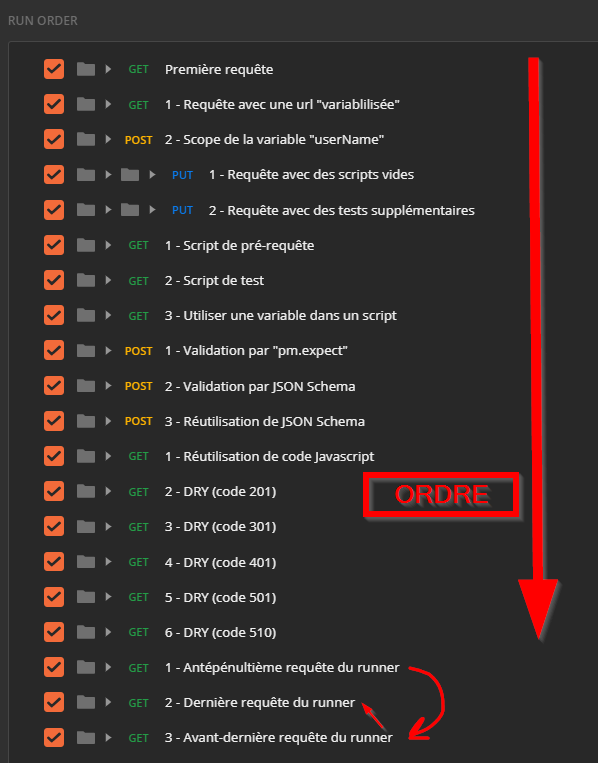 RUN ORDER
GET Première requête
GET 1 - Requête avec une url "variablilisée"
POST 2 - Scope de la variable "userName"
PUT 1 - Requête avec des scripts vides
PUT 2 - Requête avec des tests supplémentaires
GET 1 - Script de pré-requête
GET 2 - Script de test
GET 3 - Utiliser une variable dans un script
POST 1 - Validation par "pm.expect"
POST 2 - Validation par JSON Schema
POST 3 - Réutilisation de JSON Schema
GET 1 - Réutilisation de code Javascript
GET 2 - DRY (code 201)
ORDRE
GET 3 - DRY (code 301)
GET 4 - DRY (code 401)
GET 5 - DRY (code 501)
GET 6 - DRY (code 510)
GET 1 - Antépénultième requête du runner
GET 2 - Dernière requête du runner
GET 3 - Avant-dernière requête du runner